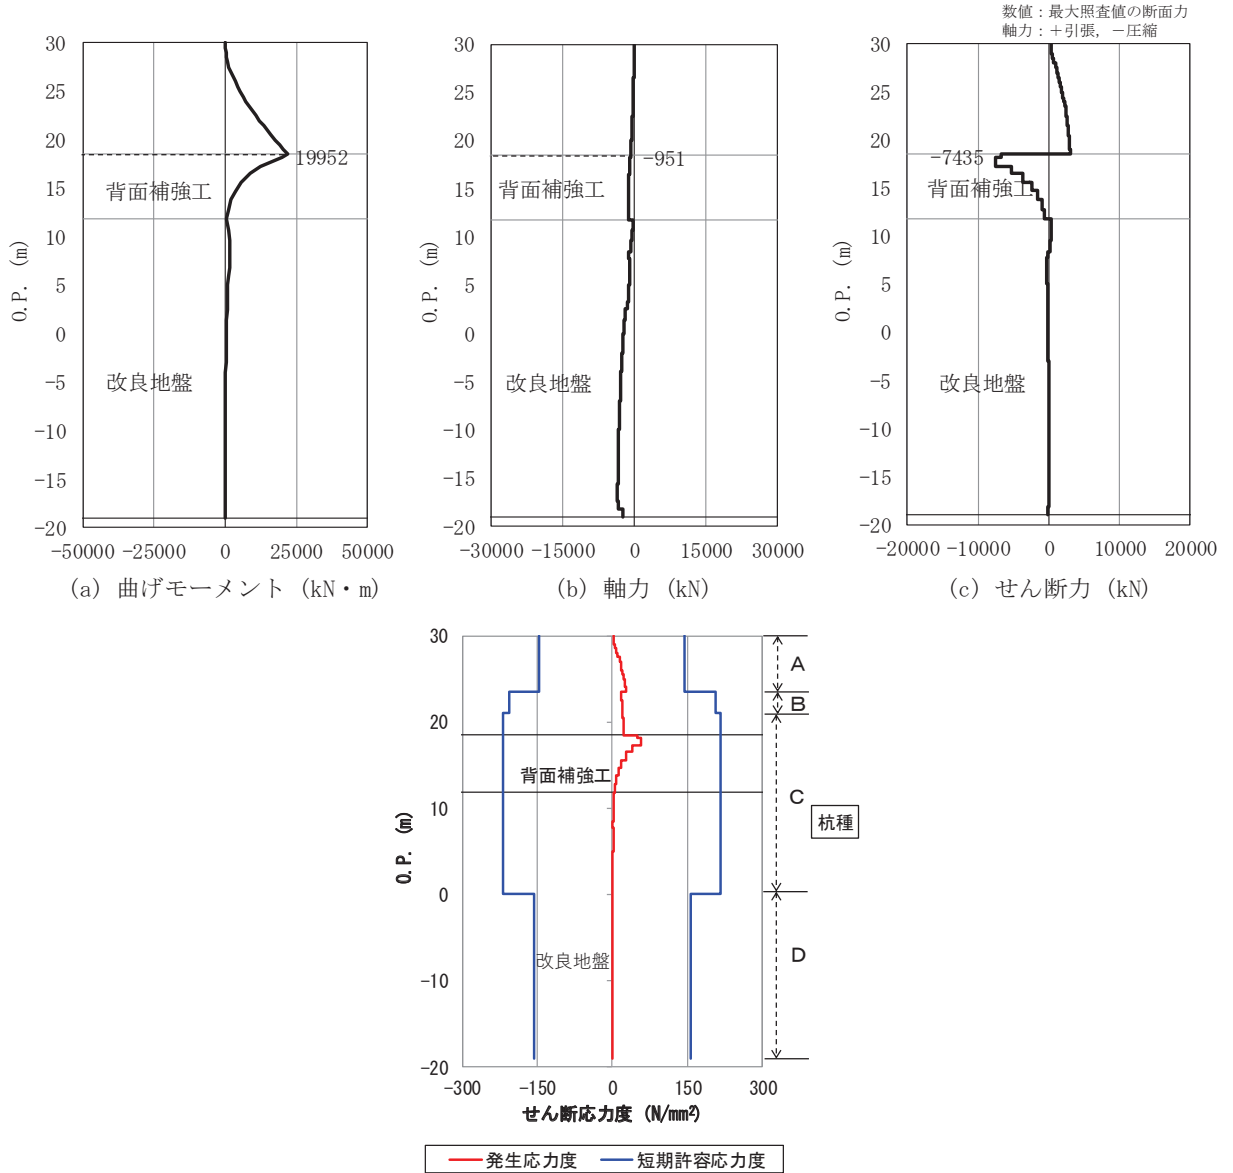 数値：最大照査値の断面力
軸力：＋引張，－圧縮
30
25
20
15
10
5
0
-5
-10
-15
-20
O.P. (m)
19952
背面補強工
改良地盤
-50000 -25000 0 25000 50000
(a) 曲げモーメント (kN・m)
30
25
20
15
10
5
0
-5
-10
-15
-20
O.P. (m)
-951
背面補強工
改良地盤
-30000 -15000 0 15000 30000
(b) 軸力 (kN)
30
25
20
15
10
5
0
-5
-10
-15
-20
O.P. (m)
-7435
背面補強工
改良地盤
-20000 -10000 0 10000 20000
(c) せん断力 (kN)
30
20
10
0
-10
-20
O.P. (m)
背面補強工
改良地盤
A
B
C
杭種
D
-300 -150 0 150 300
せん断応力度 (N/mm²)
発生応力度 短期許容応力度